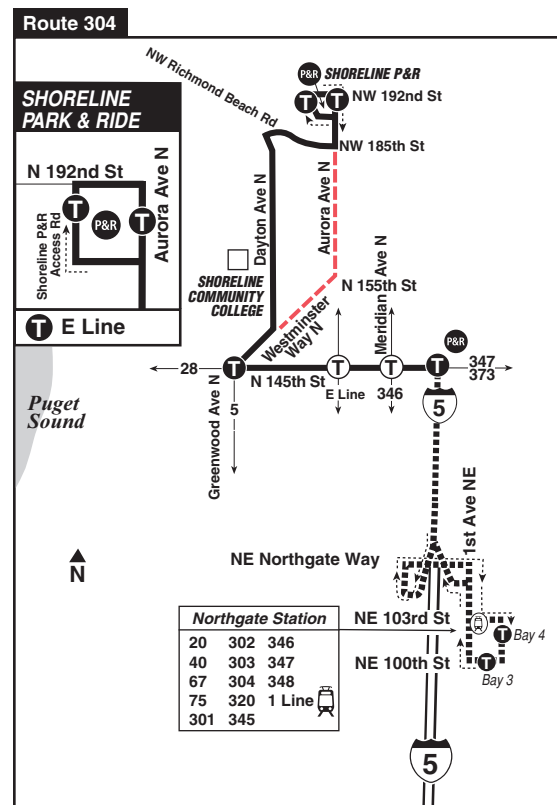 Route 304
SHORELINE
PARK & RIDE
N 192nd St
Shoreline P&R
Access Rd
T
P&R
T
Aurora Ave N
T E Line
P&R SHORELINE P&R
T T NW 192nd St
NW Richmond Beach Rd
NW 185th St
Dayton Ave N
Aurora Ave N
SHORELINE
COMMUNITY
COLLEGE
N 155th St
Westminster
Way N
Meridian Ave N
P&R
28
T
T
T
T
347
373
N 145th St
E Line
346
5
Greenwood Ave N
5
Puget
Sound
1st Ave NE
N
NE Northgate Way
Northgate Station
20 302 346
40 303 347
67 304 348
75 320 1 Line
301 345
NE 103rd St
T Bay 4
NE 100th St
T
Bay 3
5